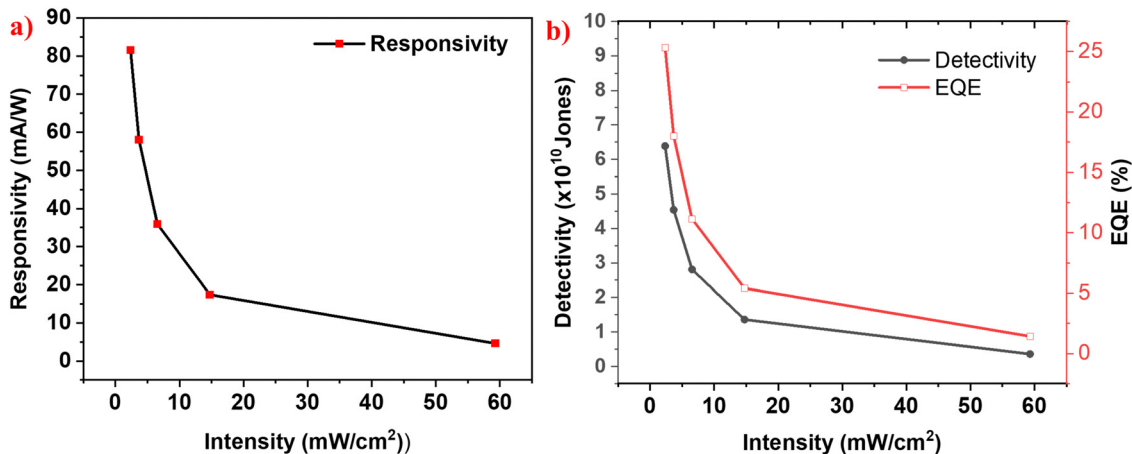 a)
Responsivity
Responsivity (mA/W)
90
80
70
60
50
40
30
20
10
0
0 10 20 30 40 50 60
Intensity (mW/cm²))
b)
Detectivity
EQE
Detectivity (x10¹⁰Jones)
10
9
8
7
6
5
4
3
2
1
0
25
20
15
10
5
0
EQE (%)
0 10 20 30 40 50 60
Intensity (mW/cm²)